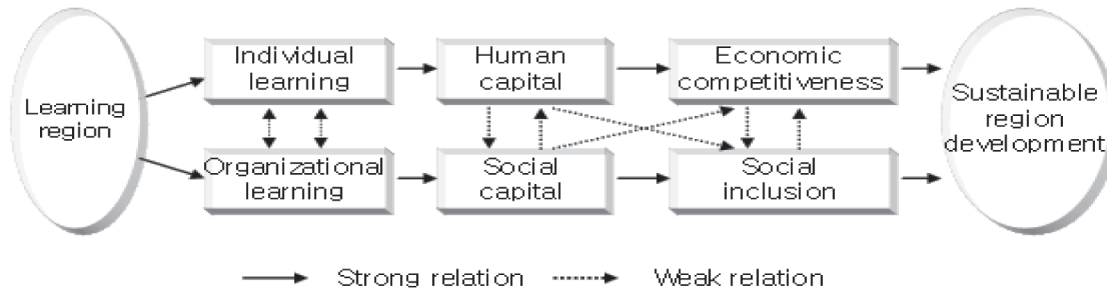 Learning
region
Individual
learning
Human
capital
Economic
competitiveness
Organizational
learning
Social
capital
Social
inclusion
Sustainable
region
development
Strong relation
Weak relation